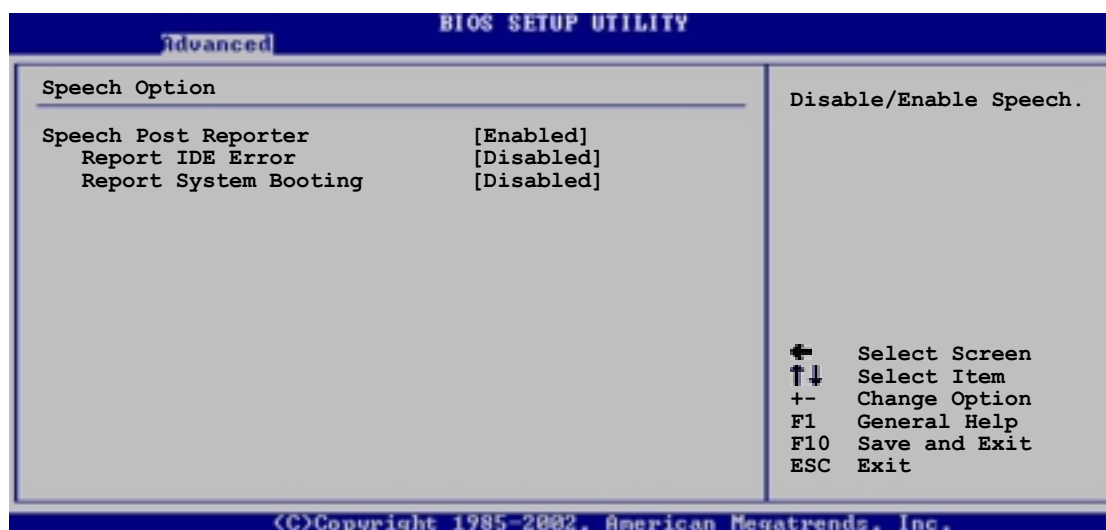 BIOS SETUP UTILITY
Advanced
Speech Option
Speech Post Reporter [Enabled]
Report IDE Error [Disabled]
Report System Booting [Disabled]
Disable/Enable Speech.
← Select Screen
↑↓ Select Item
+- Change Option
F1 General Help
F10 Save and Exit
ESC Exit
(C)Copyright 1985-2002, American Megatrends, Inc.